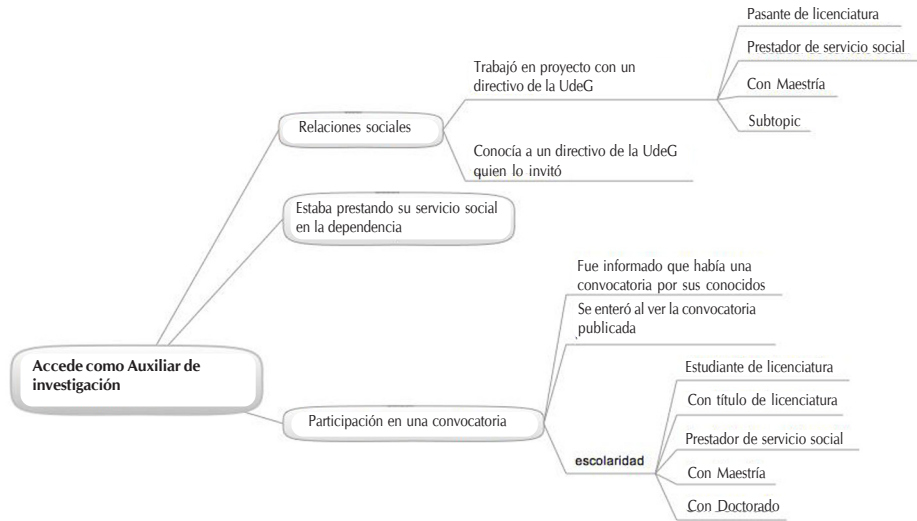 Pasante de licenciatura
Prestador de servicio social
Trabajó en proyecto con un
directivo de la UdeG
Con Maestría
Subtopic
Relaciones sociales
Conocía a un directivo de la UdeG
quien lo invitó
Estaba prestando su servicio social
en la dependencia
Fue informado que había una
convocatoria por sus conocidos
Se enteró al ver la convocatoria
publicada
Accede como Auxiliar de
investigación
Estudiante de licenciatura
Con título de licenciatura
Participación en una convocatoria
Prestador de servicio social
escolaridad
Con Maestría
Con Doctorado